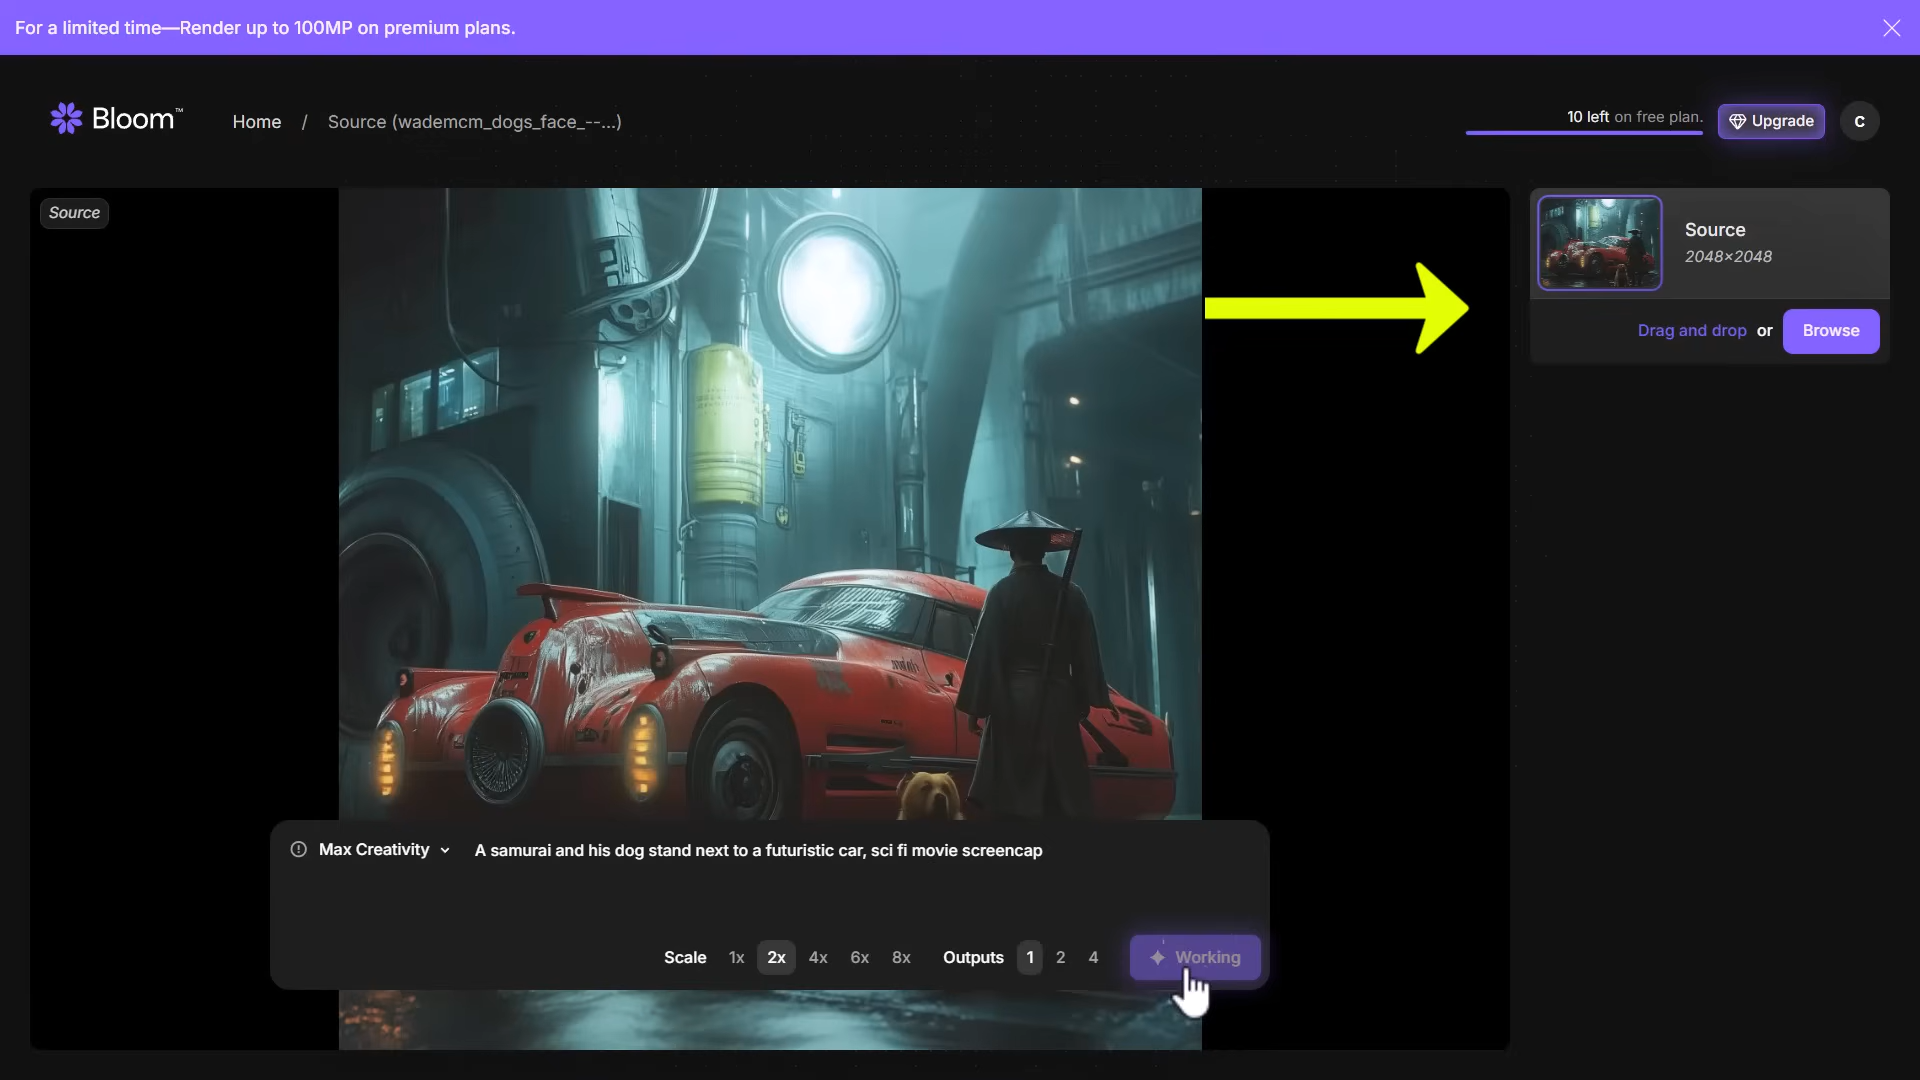 For a limited time—Render up to 100MP on premium plans.
Bloom™
Home / Source (wademcm_dogs_face_--...)
10 left on free plan.
Upgrade
C
Source
Source
2048×2048
Drag and drop or Browse
Max Creativity
A samurai and his dog stand next to a futuristic car, sci fi movie screencap
Scale 1x 2x 4x 6x 8x Outputs 1 2 4 Working